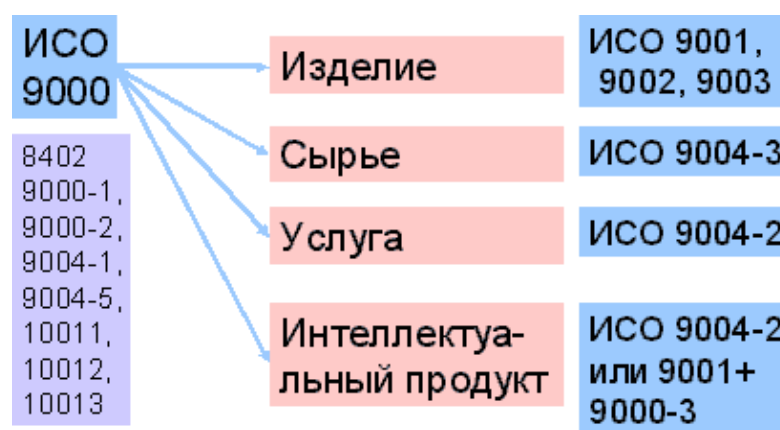 ИСО
9000
8402
9000-1,
9000-2,
9004-1,
9004-5,
10011,
10012,
10013
Изделие
ИСО 9001,
9002, 9003
Сырье
ИСО 9004-3
Услуга
ИСО 9004-2
Интеллектуа-
льный продукт
ИСО 9004-2
или 9001+
9000-3